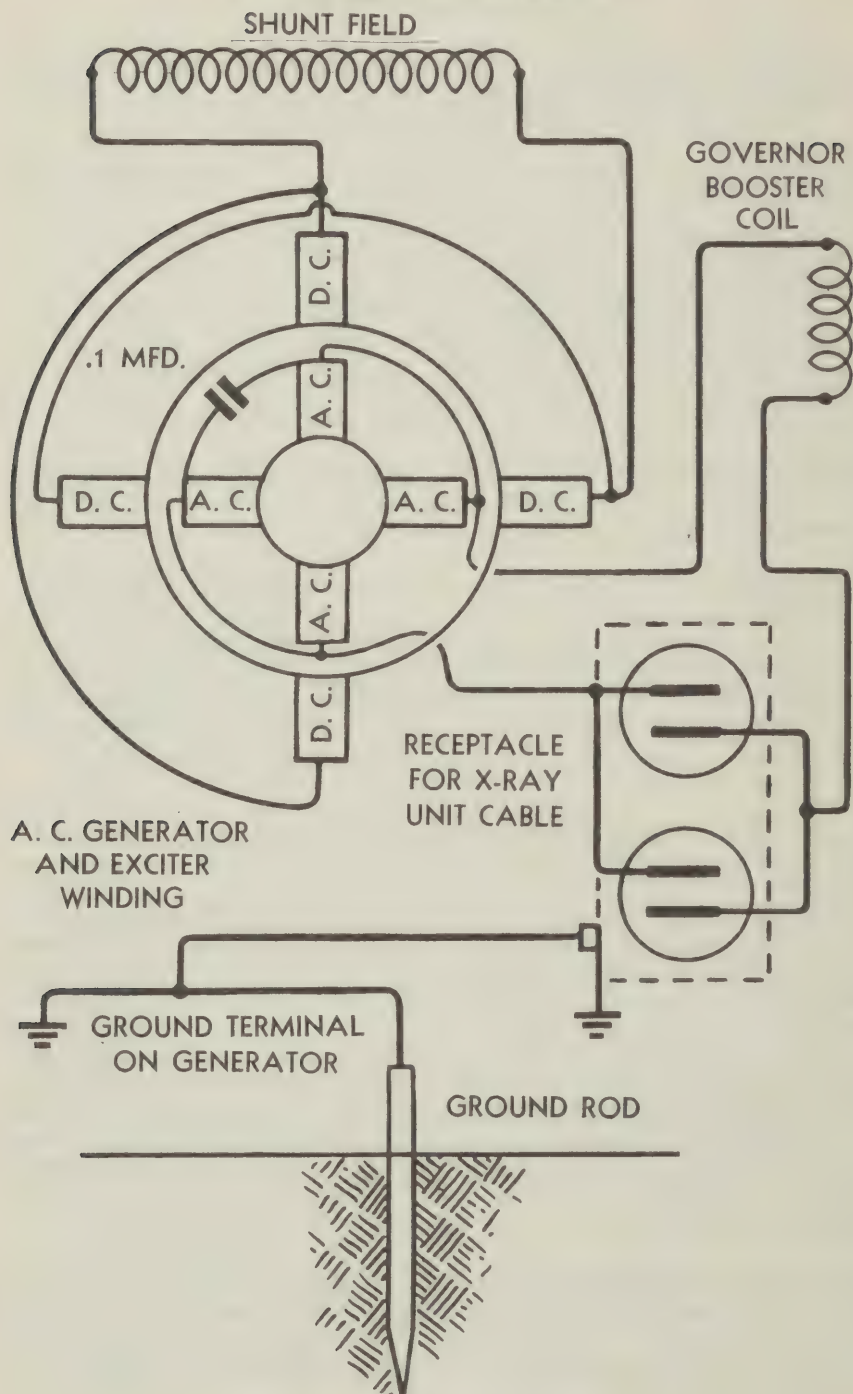 SHUNT FIELD
GOVERNOR
BOOSTER
COIL
D. C.
.1 MFD.
A. C.
D. C.
A. C.
A. C.
D. C.
A. C.
D. C.
RECEPTACLE
FOR X-RAY
UNIT CABLE
A. C. GENERATOR
AND EXCITER
WINDING
GROUND TERMINAL
ON GENERATOR
GROUND ROD